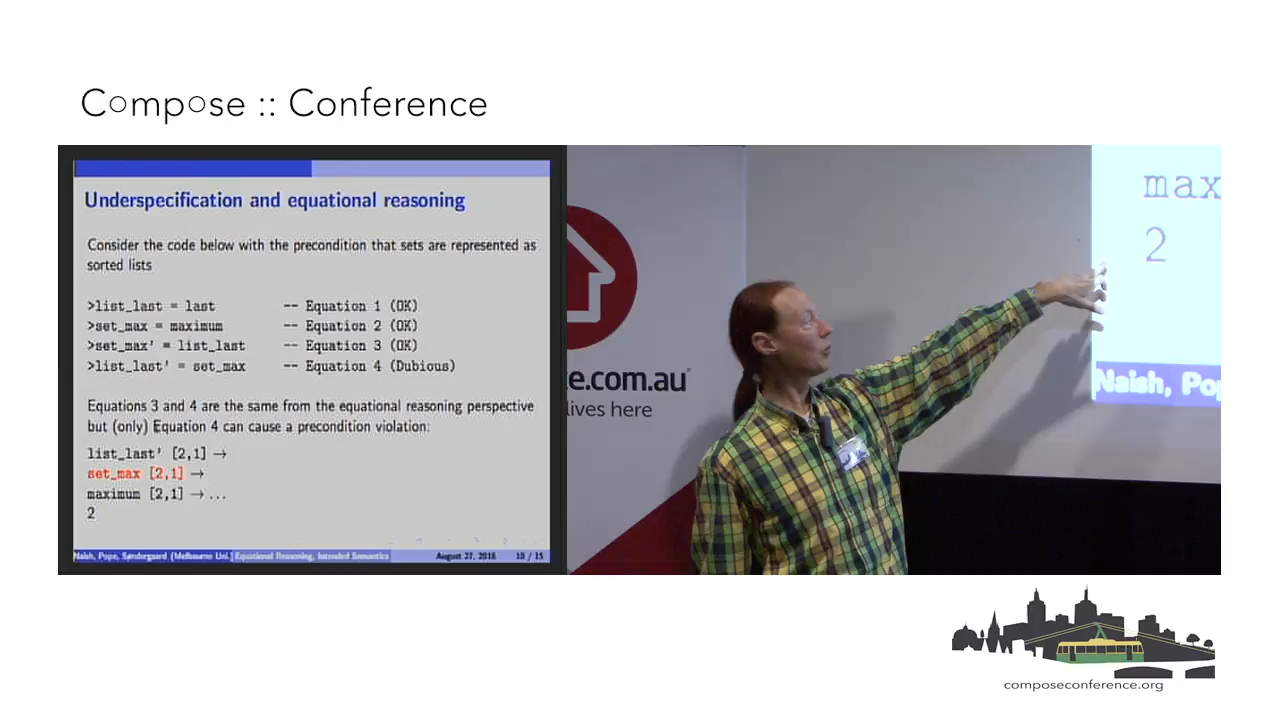 Compose :: Conference
Underspecification and equational reasoning
Consider the code below with the precondition that sets are represented as
sorted lists
>list_last = last -- Equation 1 (OK)
>set_max = maximum -- Equation 2 (OK)
>set_max' = list_last -- Equation 3 (OK)
>list_last' = set_max -- Equation 4 (Dubious)
Equations 3 and 4 are the same from the equational reasoning perspective
but (only) Equation 4 can cause a precondition violation:
list_last' [2,1] →
set_max [2,1] →
maximum [2,1] → ...
2
Naish, Pope, Søndergaard (Melbourne Uni.) Equational Reasoning, Intended Semantics August 27, 2016 10 / 15
e.com.au
lives here
max
2
Naish, Pop
composeconference.org